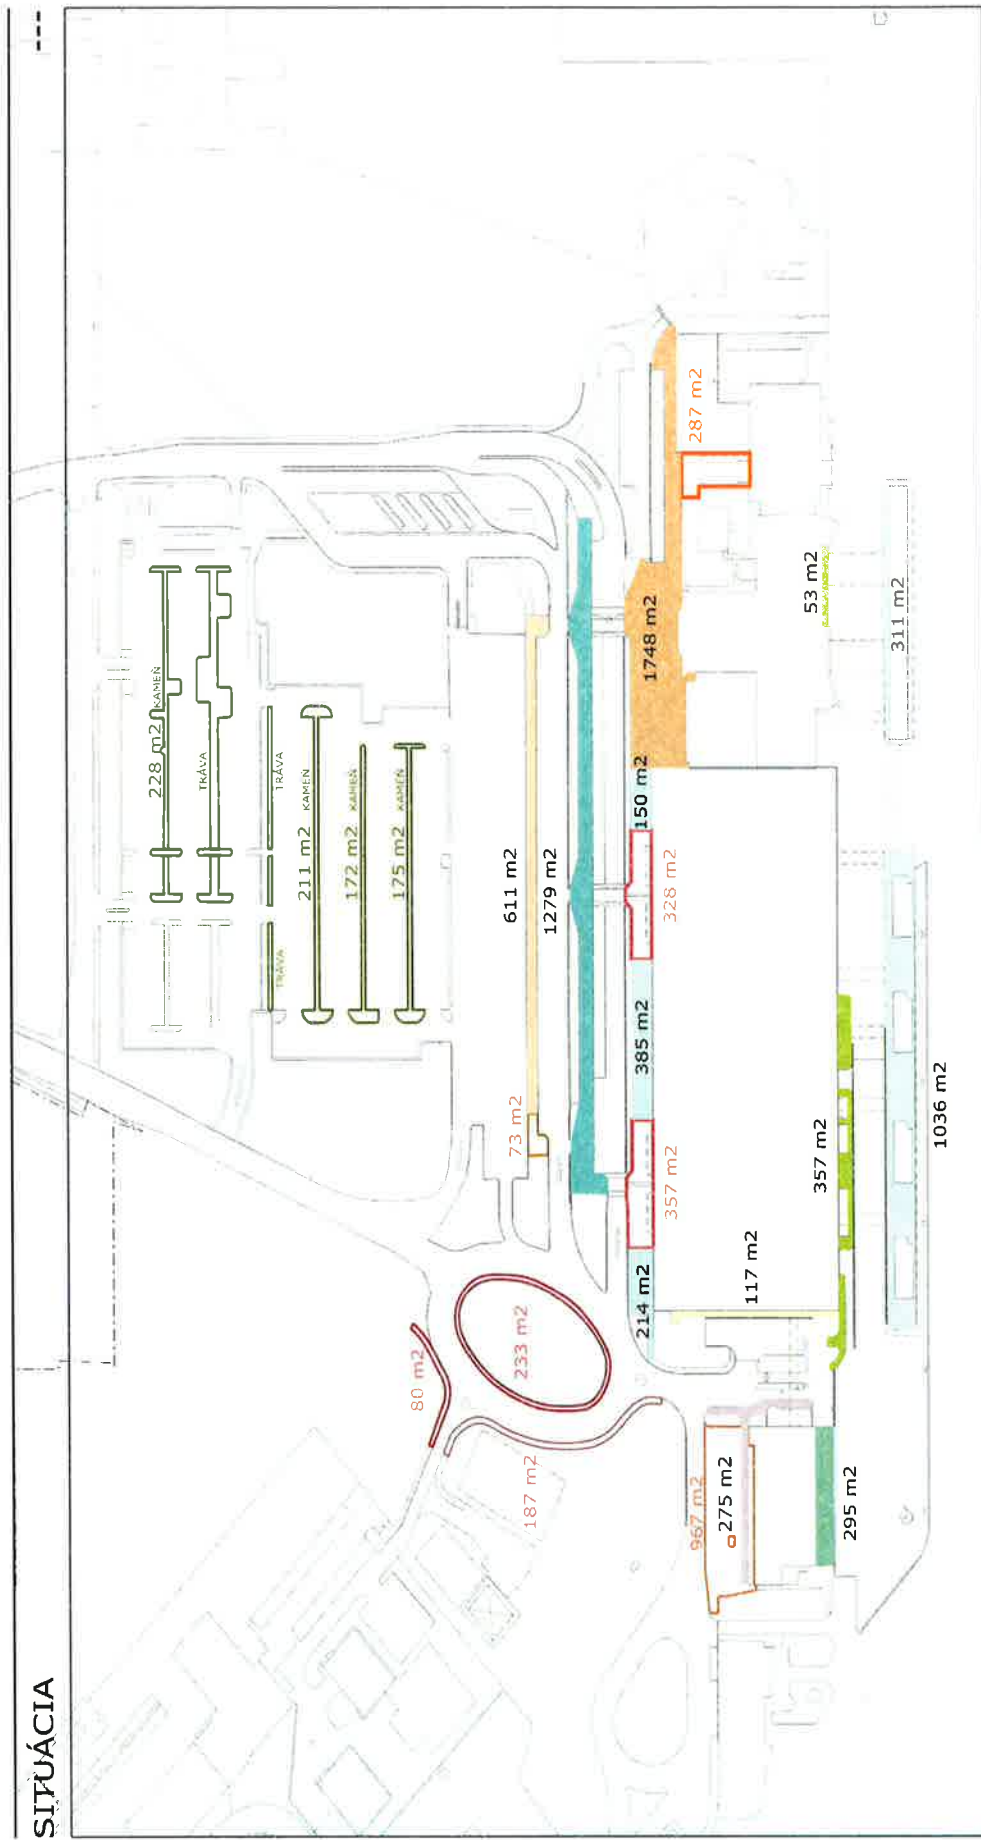 SITUÁCIA
228 m2
KAMEŇ
TRÁVA
TRÁVA
TRÁVA
211 m2 KAMEŇ
172 m2 KAMEŇ
175 m2 KAMEŇ
611 m2
1279 m2
73 m2
80 m2
233 m2
187 m2
214 m2
357 m2
385 m2
328 m2
150 m2
1748 m2
287 m2
53 m2
311 m2
117 m2
357 m2
1036 m2
967 m2
275 m2
295 m2